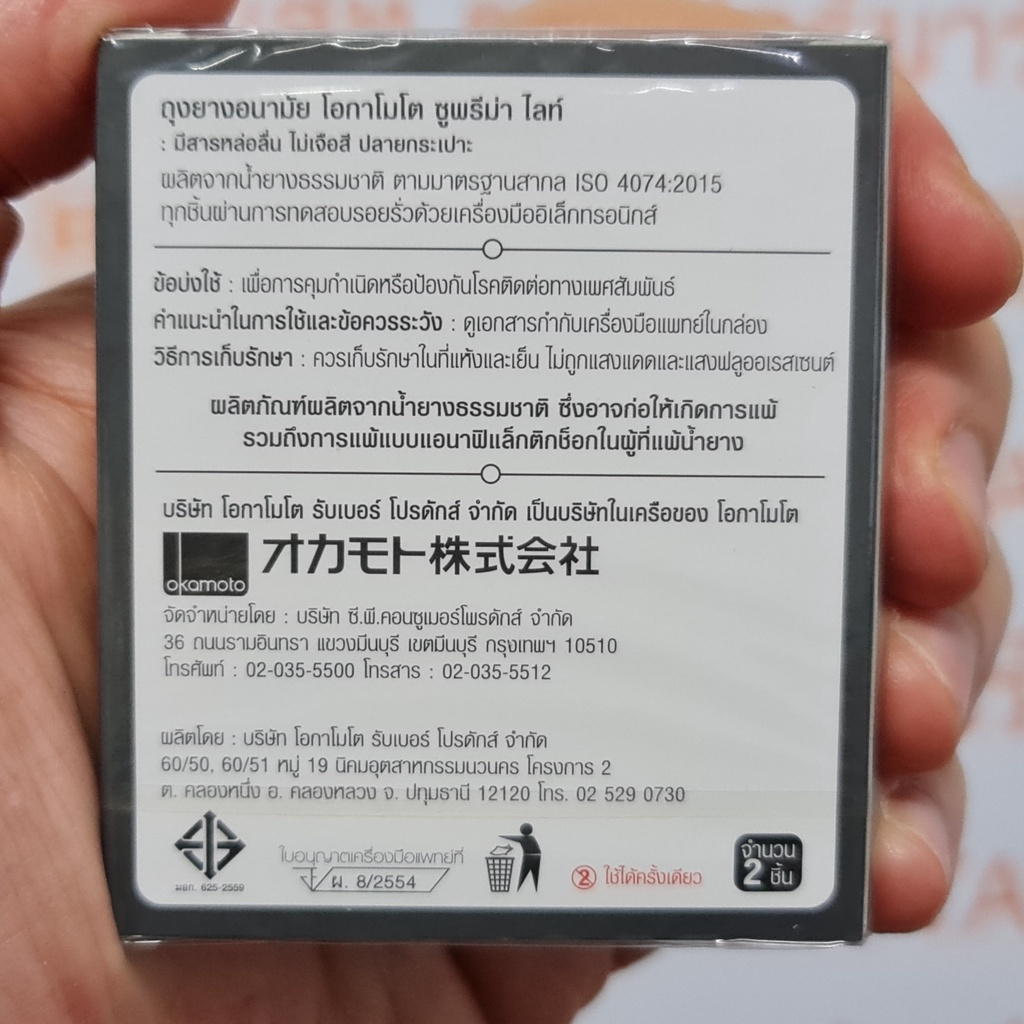 ถุงยางอนามัย โอกาโมโต ซูพรีม่า ไลท์
: มีสารหล่อลื่น ไม่เจือสี ปลายกระเปาะ
ผลิตจากน้ำยางธรรมชาติ ตามมาตรฐานสากล ISO 4074:2015
ทุกชิ้นผ่านการทดสอบรอยรั่วด้วยเครื่องมืออิเล็กทรอนิกส์
ข้อบ่งใช้ : เพื่อการคุมกำเนิดหรือป้องกันโรคติดต่อทางเพศสัมพันธ์
คำแนะนำในการใช้และข้อควรระวัง : ดูเอกสารกำกับเครื่องมือแพทย์ในกล่อง
วิธีการเก็บรักษา : ควรเก็บรักษาในที่แห้งและเย็น ไม่ถูกแสงแดดและแสงฟลูออเรสเซนต์
ผลิตภัณฑ์ผลิตจากน้ำยางธรรมชาติ ซึ่งอาจก่อให้เกิดการแพ้
รวมถึงการแพ้แบบแอนาฟิแล็กติกช็อกในผู้ที่แพ้น้ำยาง
บริษัท โอกาโมโต รับเบอร์ โปรดักส์ จำกัด เป็นบริษัทในเครือของ โอกาโมโต
okamoto オカモト株式会社
จัดจำหน่ายโดย : บริษัท ซี.พี.คอนซูเมอร์โพรดักส์ จำกัด
36 ถนนรามอินทรา แขวงมีนบุรี เขตมีนบุรี กรุงเทพฯ 10510
โทรศัพท์ : 02-035-5500 โทรสาร : 02-035-5512
ผลิตโดย : บริษัท โอกาโมโต รับเบอร์ โปรดักส์ จำกัด
60/50, 60/51 หมู่ 19 นิคมอุตสาหกรรมนวนคร โครงการ 2
ต. คลองหนึ่ง อ. คลองหลวง จ. ปทุมธานี 12120 โทร. 02 529 0730
มอก. 625-2559
ใบอนุญาตเครื่องมือแพทย์ที่
ผ. 8/2554
2 ใช้ได้ครั้งเดียว
จำนวน
2 ชิ้น